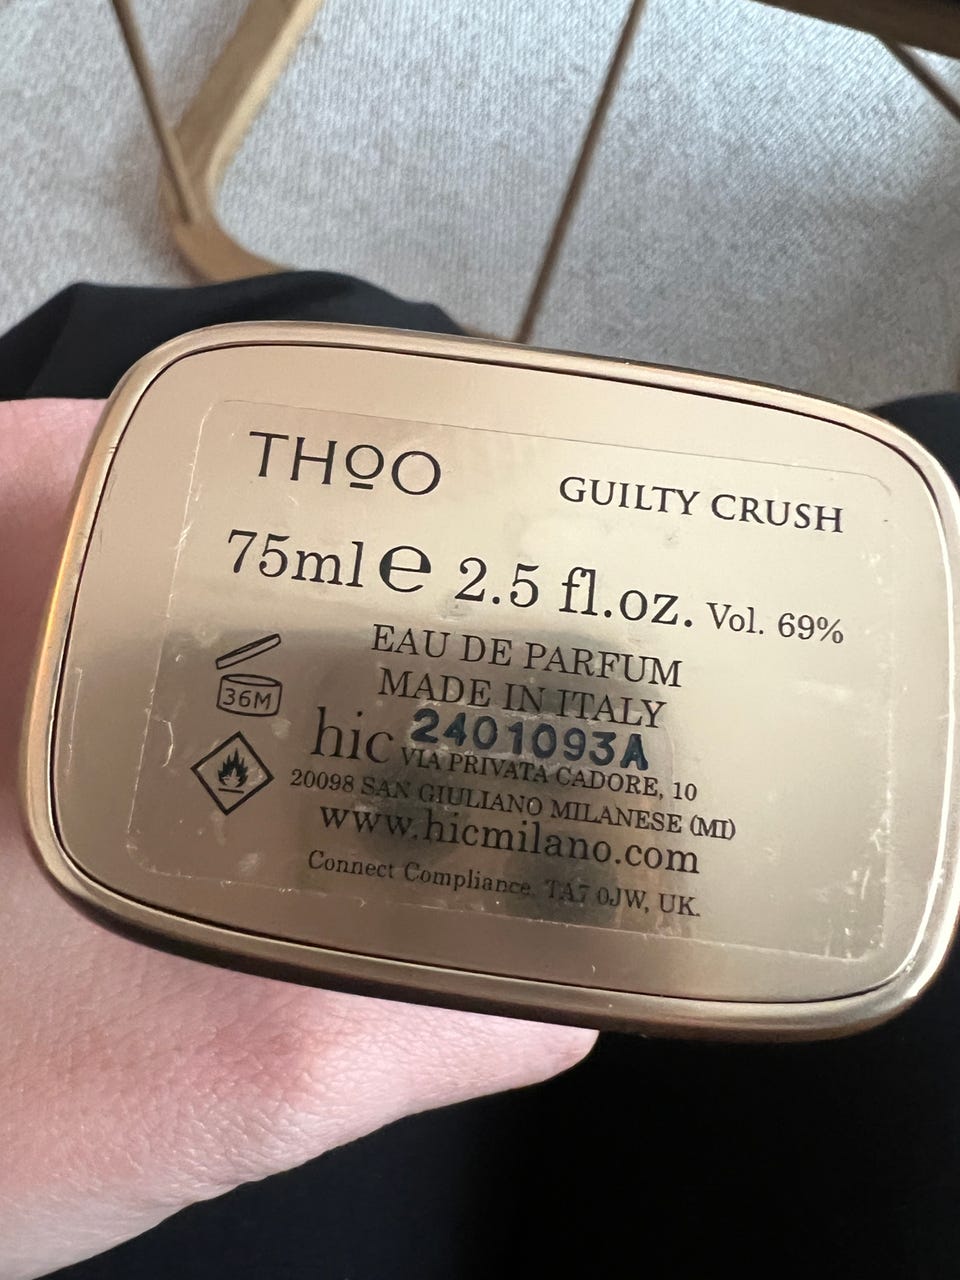 THOO
GUILTY CRUSH
75ml e 2.5 fl.oz. Vol. 69%
EAU DE PARFUM
MADE IN ITALY
36M
hic 2401093A
VIA PRIVATA CADORE, 10
20098 SAN GIULIANO MILANESE (MI)
www.hicmilano.com
Connect Compliance, TA7 0JW, UK.